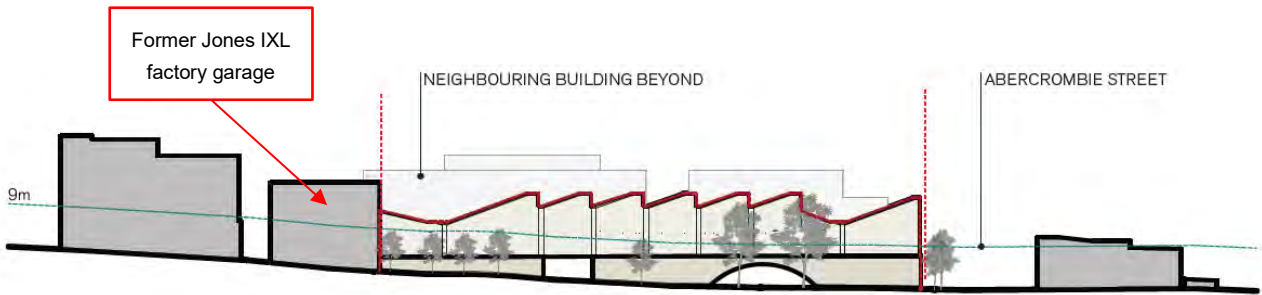 Former Jones IXL
factory garage
NEIGHBOURING BUILDING BEYOND
ABERCROMBIE STREET
9m